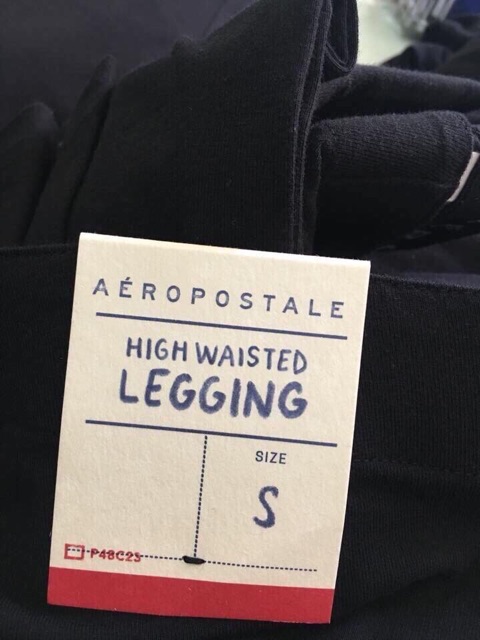 AÉROPOSTALE
HIGH WAISTED
LEGGING
SIZE
S
P48C23